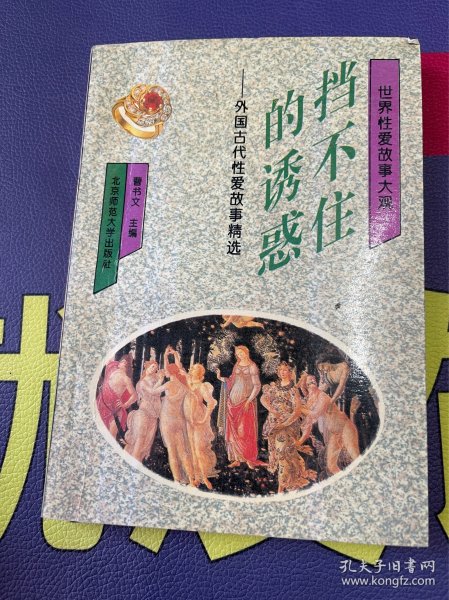 世界性爱故事大观
挡不住
的诱惑
——外国古代性爱故事精选
曹书文 主编
北京师范大学出版社
孔夫子旧书网
www.kongfz.com